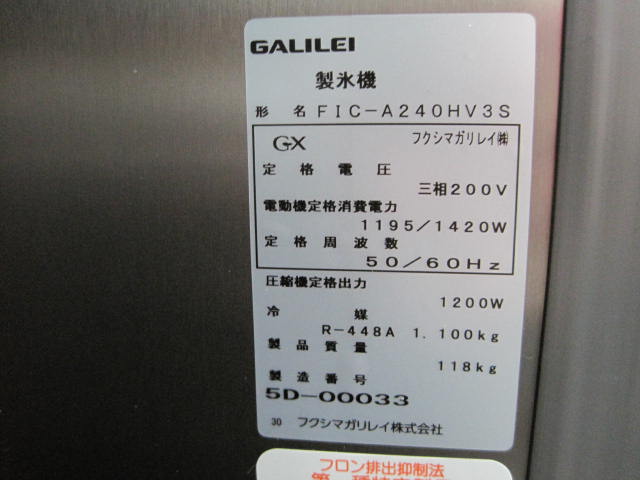 GALILEI
製氷機
形名 FIC-A240HV3S
GX フクシマガリレイ㈱
定格電圧
三相200V
電動機定格消費電力
1195/1420W
定格周波数
50/60Hz
圧縮機定格出力
1200W
冷媒
R-448A 1.100kg
製品質量
118kg
製造番号
5D-00033
30 フクシマガリレイ株式会社
フロン排出抑制法